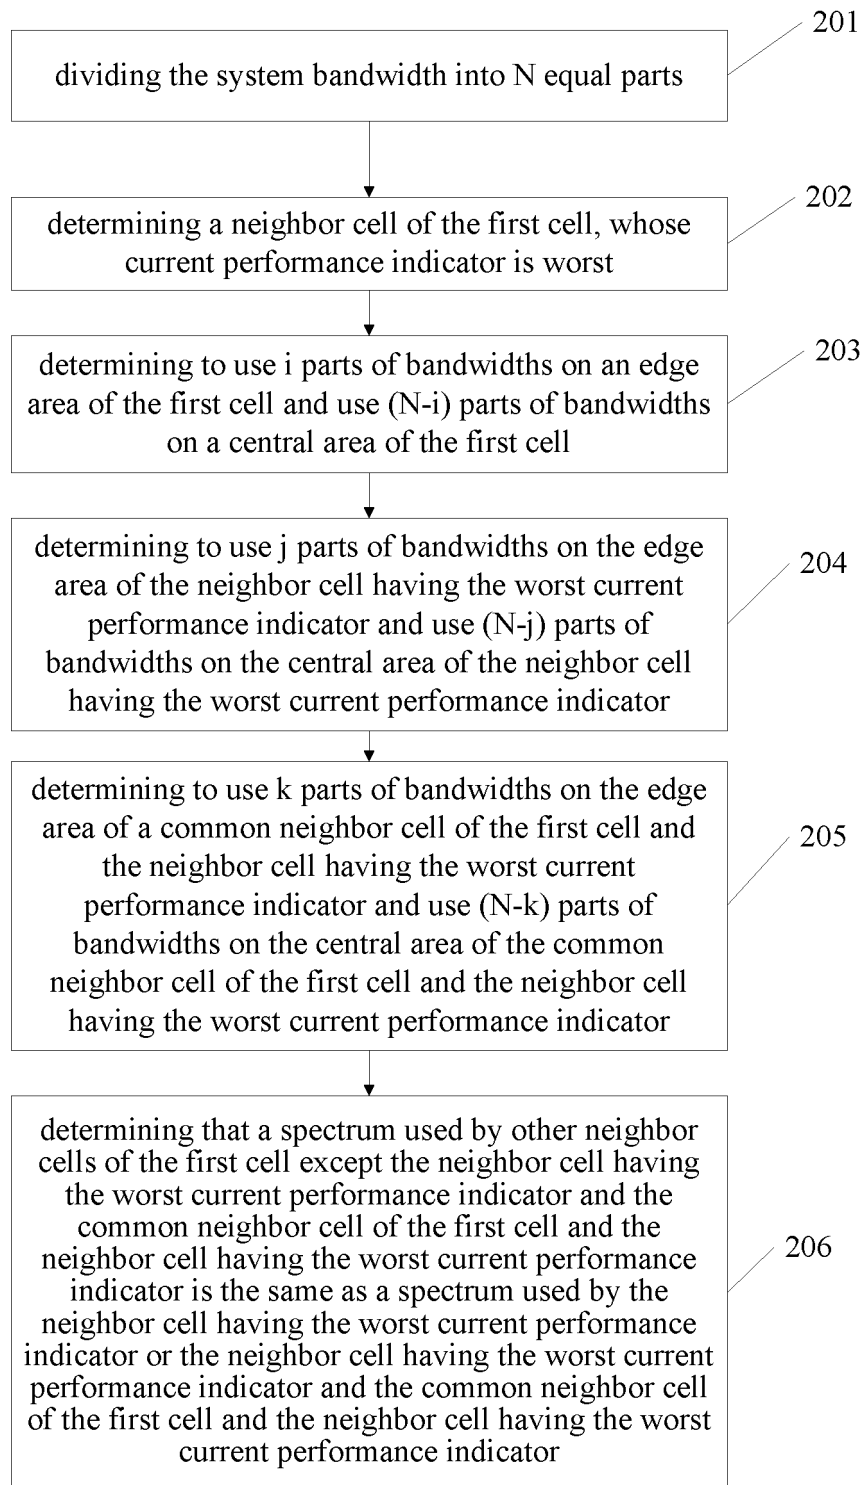 201
dividing the system bandwidth into N equal parts
202
determining a neighbor cell of the first cell, whose
current performance indicator is worst
203
determining to use i parts of bandwidths on an edge
area of the first cell and use (N-i) parts of bandwidths
on a central area of the first cell
204
determining to use j parts of bandwidths on the edge
area of the neighbor cell having the worst current
performance indicator and use (N-j) parts of
bandwidths on the central area of the neighbor cell
having the worst current performance indicator
205
determining to use k parts of bandwidths on the edge
area of a common neighbor cell of the first cell and
the neighbor cell having the worst current
performance indicator and use (N-k) parts of
bandwidths on the central area of the common
neighbor cell of the first cell and the neighbor cell
having the worst current performance indicator
206
determining that a spectrum used by other neighbor
cells of the first cell except the neighbor cell having
the worst current performance indicator and the
common neighbor cell of the first cell and the
neighbor cell having the worst current performance
indicator is the same as a spectrum used by the
neighbor cell having the worst current performance
indicator or the neighbor cell having the worst current
performance indicator and the common neighbor cell
of the first cell and the neighbor cell having the worst
current performance indicator